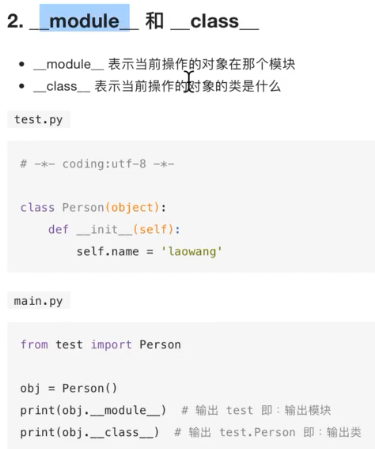 2. __module__ 和 __class__
• __module__ 表示当前操作的对象在那个模块
• __class__ 表示当前操作的对象的类是什么
test.py
# -*- coding:utf-8 -*-
class Person(object):
    def __init__(self):
        self.name = 'laowang'
main.py
from test import Person
obj = Person()
print(obj.__module__)  # 输出 test 即：输出模块
print(obj.__class__)  # 输出 test.Person 即：输出类